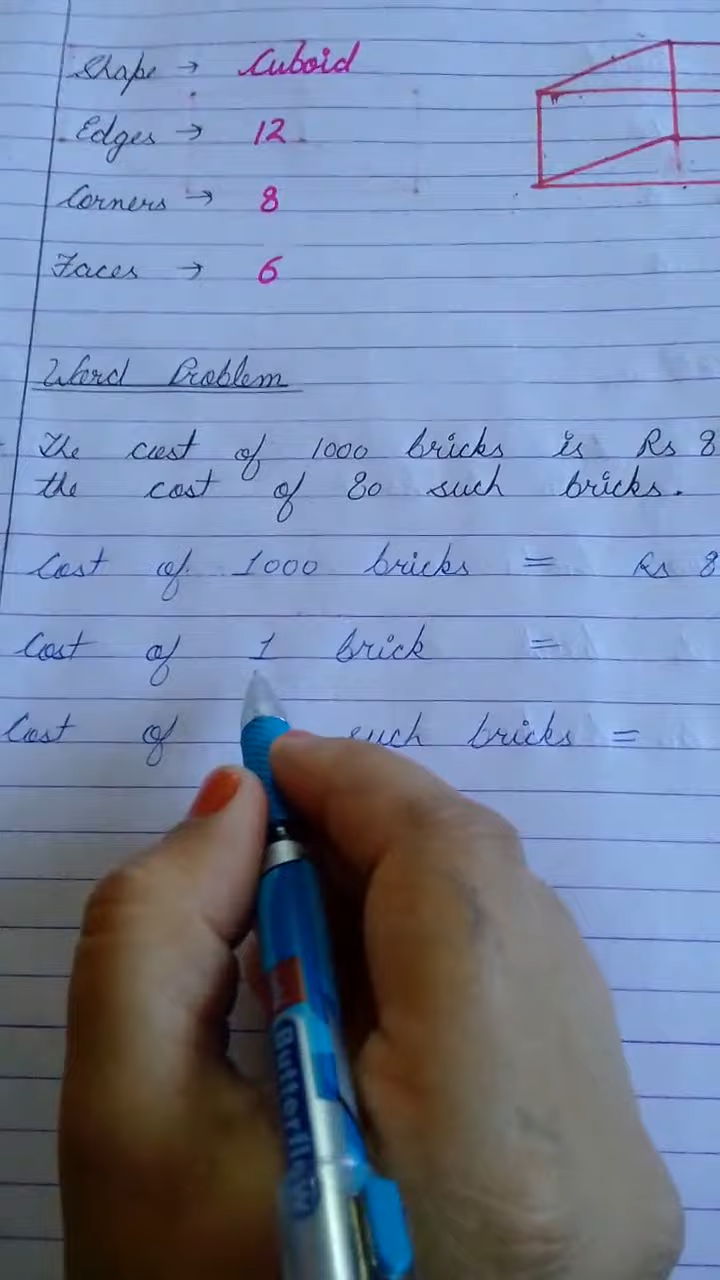 Shape → Cuboid
Edges → 12
Corners → 8
Faces → 6
Word Problem
The cost of 1000 bricks is Rs 8
the cost of 80 such bricks.
Cost of 1000 bricks = Rs 8
Cost of 1 brick =
Cost of such bricks =
Butterflow